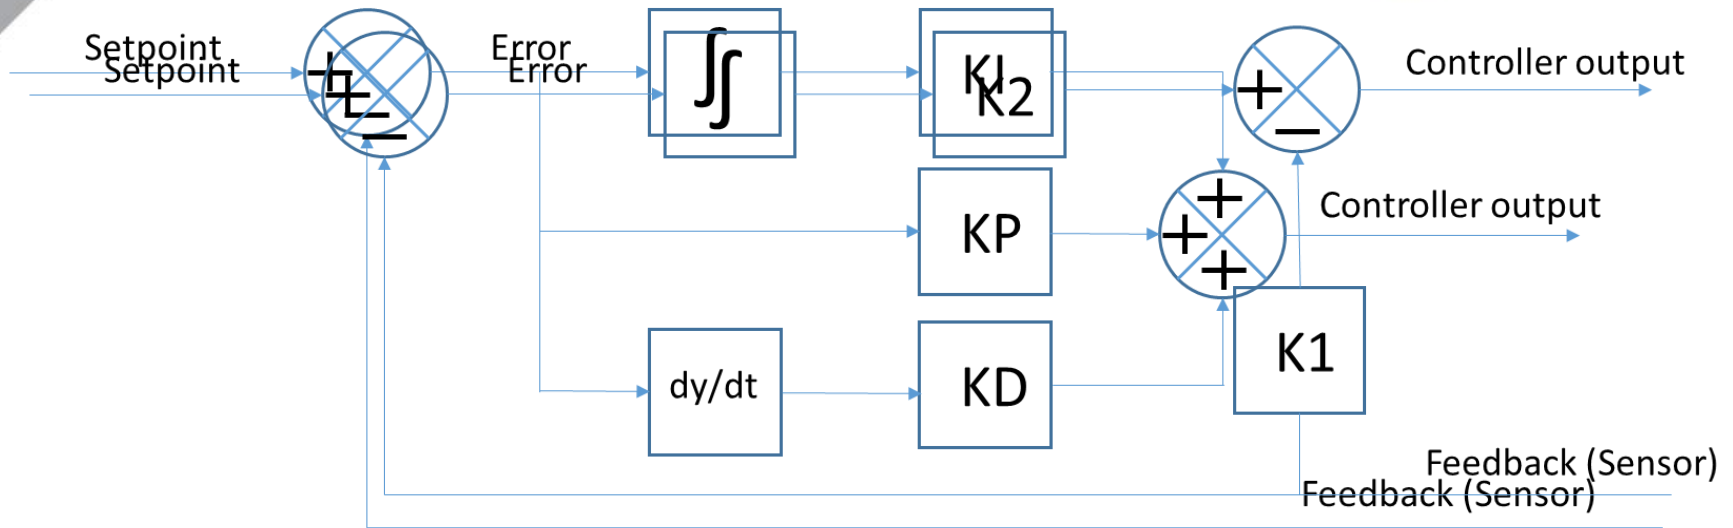 Setpoint
Setpoint
Error
Error
∫
∫
KI
K2
Controller output
+
+
−
−
+
−
KP
+
+
+
Controller output
dy/dt
KD
K1
Feedback (Sensor)
Feedback (Sensor)